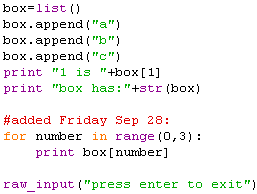 box=list()
box.append("a")
box.append("b")
box.append("c")
print "1 is "+box[1]
print "box has:"+str(box)
#added Friday Sep 28:
for number in range(0,3):
    print box[number]
raw_input("press enter to exit")